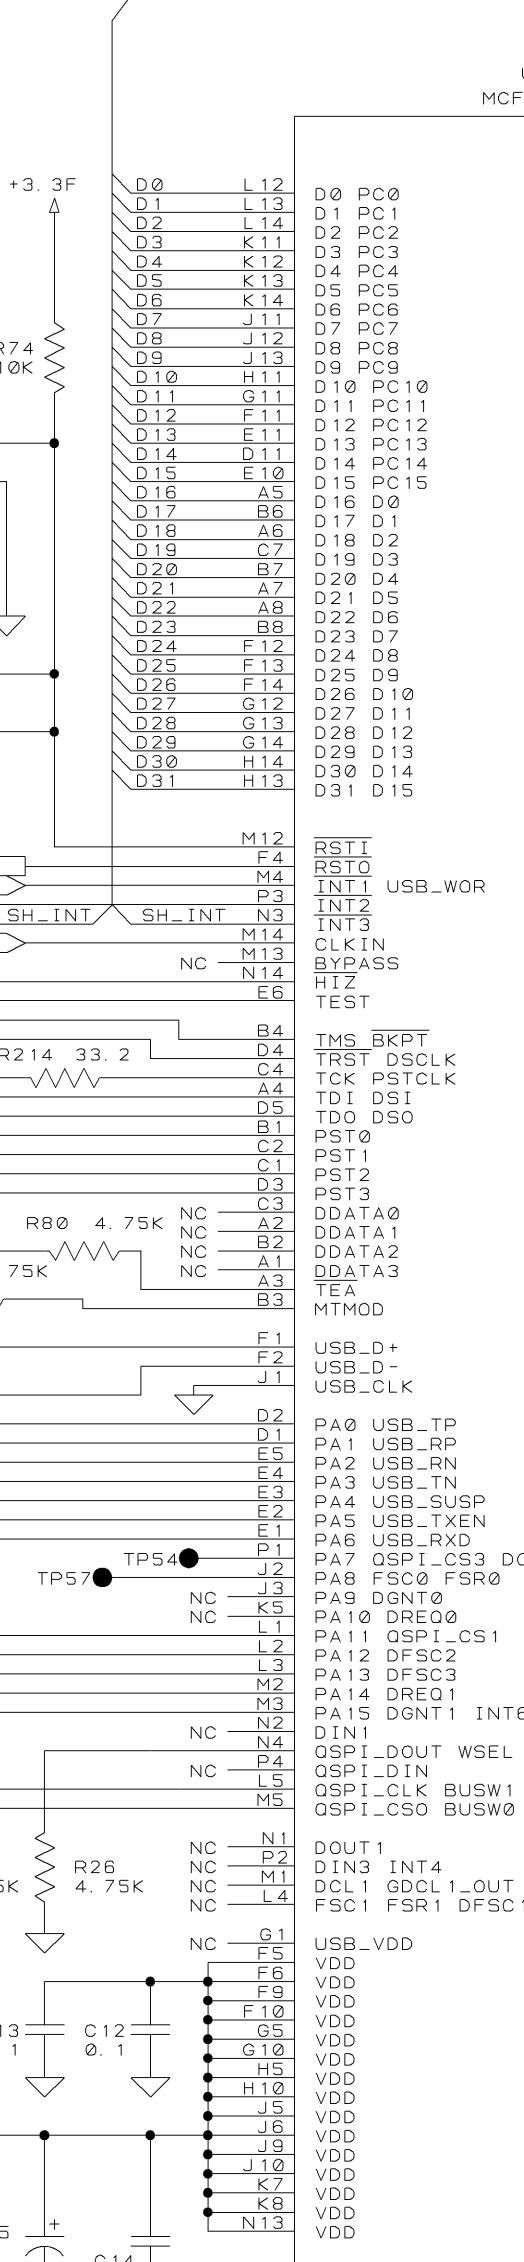 MCF
+3.3F
D0 L12 D0 PC0
D1 L13 D1 PC1
D2 L14 D2 PC2
D3 K11 D3 PC3
D4 K12 D4 PC4
D5 K13 D5 PC5
D6 K14 D6 PC6
D7 J11 D7 PC7
D8 J12 D8 PC8
D9 J13 D9 PC9
D10 H11 D10 PC10
D11 G11 D11 PC11
D12 F11 D12 PC12
D13 E11 D13 PC13
D14 D11 D14 PC14
D15 E10 D15 PC15
D16 A5 D16 D0
D17 B6 D17 D1
D18 A6 D18 D2
D19 C7 D19 D3
D20 B7 D20 D4
D21 A7 D21 D5
D22 A8 D22 D6
D23 B8 D23 D7
D24 F12 D24 D8
D25 F13 D25 D9
D26 F14 D26 D10
D27 G12 D27 D11
D28 G13 D28 D12
D29 G14 D29 D13
D30 H14 D30 D14
D31 H13 D31 D15
R74
10K
M12 RSTI
F4 RSTO
M4 INT1 USB_WOR
P3 INT2
SH_INT SH_INT N3 INT3
M14 CLKIN
NC M13 BYPASS
N14 HIZ
E6 TEST
B4 TMS BKPT
D4 TRST DSCLK
R214 33.2 C4 TCK PSTCLK
A4 TDI DSI
D5 TDO DSO
B1 PST0
C2 PST1
C1 PST2
D3 PST3
NC C3 DDATA0
R80 4.75K NC A2 DDATA1
NC B2 DDATA2
75K NC A1 DDATA3
A3 TEA
B3 MTMOD
F1 USB_D+
F2 USB_D-
J1 USB_CLK
D2 PA0 USB_TP
D1 PA1 USB_RP
E5 PA2 USB_RN
E4 PA3 USB_TN
E3 PA4 USB_SUSP
E2 PA5 USB_TXEN
E1 PA6 USB_RXD
TP54 P1 PA7 QSPI_CS3 DO
TP57 J2 PA8 FSC0 FSR0
NC J3 PA9 DGNT0
NC K5 PA10 DREQ0
L1 PA11 QSPI_CS1
L2 PA12 DFSC2
L3 PA13 DFSC3
M2 PA14 DREQ1
M3 PA15 DGNT1 INT6
NC N2 DIN1
N4 QSPI_DOUT WSEL
NC P4 QSPI_DIN
L5 QSPI_CLK BUSW1
M5 QSPI_CSO BUSW0
NC N1 DOUT1
R26 NC P2 DIN3 INT4
5K 4.75K NC M1 DCL1 GDCL1_OUT
NC L4 FSC1 FSR1 DFSC1
NC G1 USB_VDD
F5 VDD
F6 VDD
F9 VDD
F10 VDD
13 C12 G5 VDD
1 0.1 G10 VDD
H5 VDD
H10 VDD
J5 VDD
J6 VDD
J9 VDD
J10 VDD
K7 VDD
K8 VDD
N13 VDD
+
5
C14